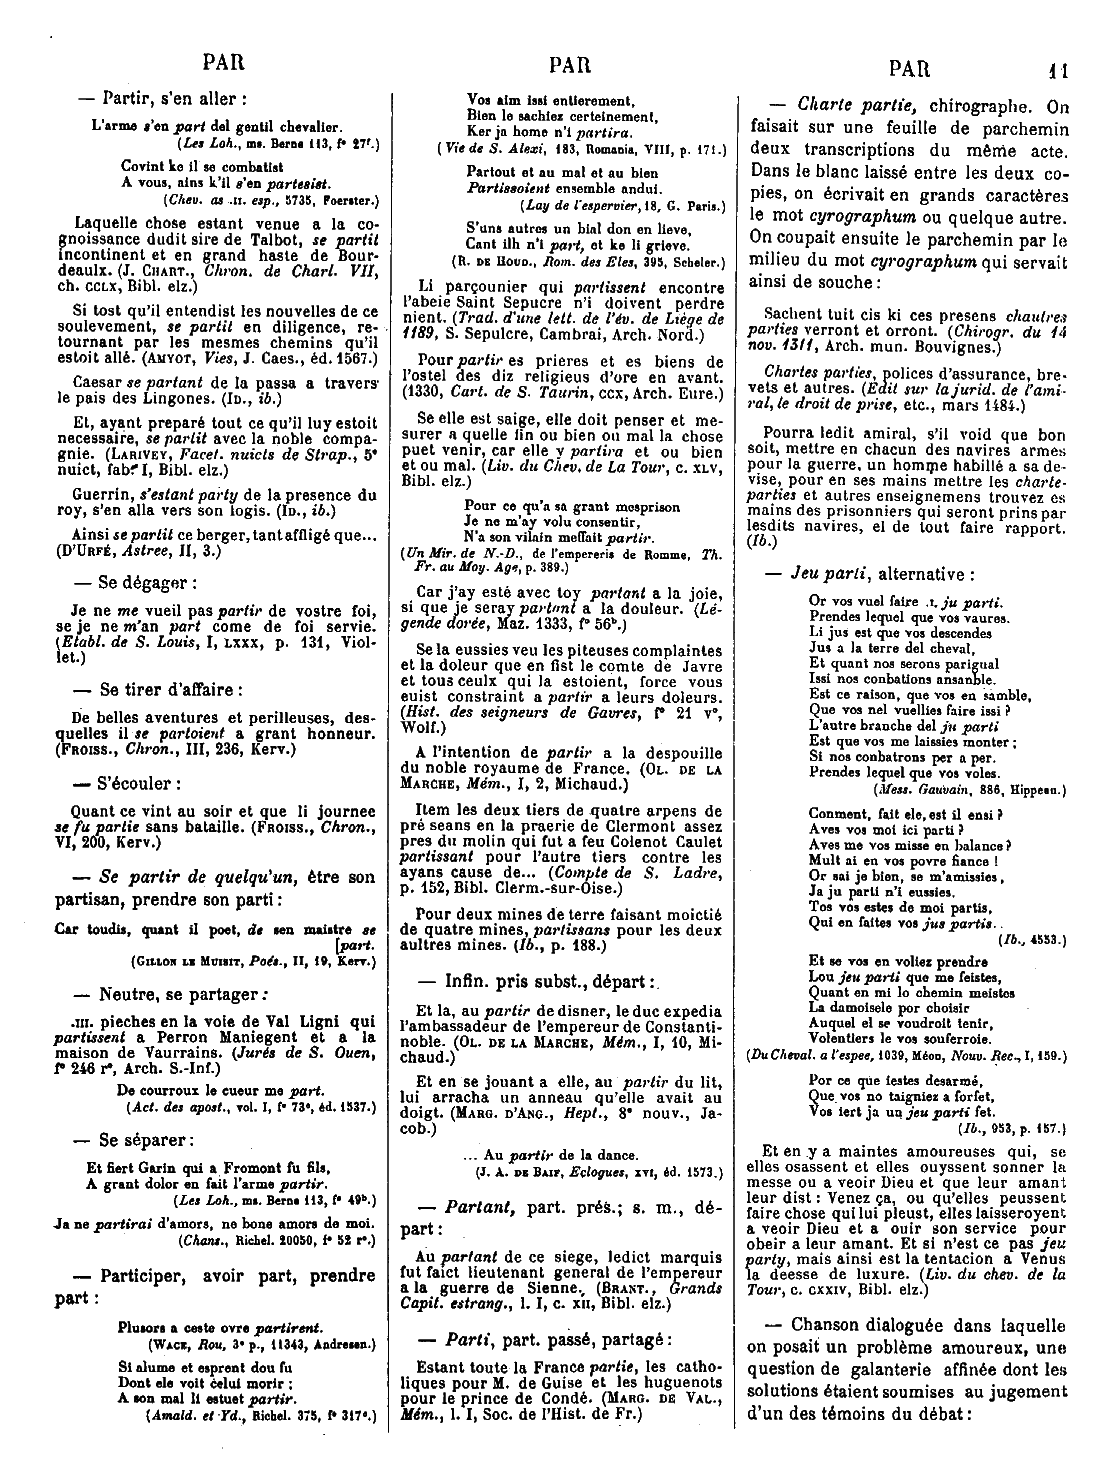 PAR
PAR
PAR 11
— Partir, s'en aller :
L'arme s'en part del gentil chevalier.
(Les Loh., ms. Berne 113, f° 27r.)
Covint ke il se combatist
A vous, ains k'il s'en partesist.
(Chev. as .II. esp., 5735, Foerster.)
Laquelle chose estant venue a la co-
gnoissance dudit sire de Talbot, se partit
incontinent et en grand haste de Bour-
deaulx. (J. CHART., Chron. de Charl. VII,
ch. CCLX, Bibl. elz.)
Si tost qu'il entendist les nouvelles de ce
soulevement, se partit en diligence, re-
tournant par les mesmes chemins qu'il
estoit allé. (AMYOT, Vies, J. Caes., éd. 1567.)
Caesar se partant de la passa a travers
le pais des Lingones. (ID., ib.)
Et, ayant preparé tout ce qu'il luy estoit
necessaire, se partit avec la noble compa-
gnie. (LARIVEY, Facet. nuicts de Strap., 5e
nuict, fab. I, Bibl. elz.)
Guerrin, s'estant party de la presence du
roy, s'en alla vers son logis. (ID., ib.)
Ainsi se partit ce berger, tant affligé que...
(D'URFÉ, Astree, II, 3.)
— Se dégager :
Je ne me vueil pas partir de vostre foi,
se je ne m'an part come de foi servie.
(Etabl. de S. Louis, I, LXXX, p. 131, Viol-
let.)
— Se tirer d'affaire :
De belles aventures et perilleuses, des-
quelles il se partoient a grant honneur.
(FROISS., Chron., III, 236, Kerv.)
— S'écouler :
Quant ce vint au soir et que li journee
se fu partie sans bataille. (FROISS., Chron.,
VI, 200, Kerv.)
— Se partir de quelqu'un, être son
partisan, prendre son parti :
Car toudis, quant il poet, de sen maistre se
[part.
(GILLON LE MUISIT, Poés., II, 19, Kerv.)
— Neutre, se partager :
.III. pieches en la voie de Val Ligni qui
partissent a Perron Maniegent et a la
maison de Vaurrains. (Jurés de S. Ouen,
f° 246 r°, Arch. S.-Inf.)
De courroux le cueur me part.
(Act. des apost., vol. I, f° 73c, éd. 1537.)
— Se séparer :
Et fiert Garin qui a Fromont fu fils,
A grant dolor en fait l'arme partir.
(Les Loh., ms. Berne 113, f° 49b.)
Ja ne partirai d'amors, ne bone amors de moi.
(Chans., Richel. 20050, f° 52 r°.)
— Participer, avoir part, prendre
part :
Plusors a ceste ovre partirent.
(WACE, Rou, 3e p., 11343, Andresen.)
Si alume et esprent dou fu
Dont ele voit celui morir ;
A son mal li estuet partir.
(Amald. et Yd., Richel. 375, f° 317c.)
Vos aim issi entierement,
Bien le sachiez certeinement,
Ker ja home n'i partira.
(Vie de S. Alexi, 183, Romania, VIII, p. 171.)
Partout et au mal et au bien
Partissoient ensemble andui.
(Lay de l'espervier, 18, G. Paris.)
S'uns autres un bial don en lieve,
Cant ilh n'i part, et ke li grieve.
(R. DE HOUD., Rom. des Eles, 395, Scheler.)
Li parçounier qui partissent encontre
l'abeie Saint Sepucre n'i doivent perdre
nient. (Trad. d'une lett. de l'év. de Liège de
1189, S. Sepulcre, Cambrai, Arch. Nord.)
Pour partir es prieres et es biens de
l'ostel des diz religieus d'ore en avant.
(1330, Cart. de S. Taurin, CCX, Arch. Eure.)
Se elle est saige, elle doit penser et me-
surer a quelle fin ou bien ou mal la chose
puet venir, car elle y partira et ou bien
et ou mal. (Liv. du Chev. de La Tour, c. XLV,
Bibl. elz.)
Pour ce qu'a sa grant mesprison
Je ne m'ay volu consentir,
N'a son vilain meffait partir.
(Un Mir. de N.-D., de l'empereris de Romme, Th.
Fr. au Moy. Age, p. 389.)
Car j'ay esté avec toy partant a la joie,
si que je seray partant a la douleur. (Lé-
gende dorée, Maz. 1333, f° 56b.)
Se la eussies veu les piteuses complaintes
et la doleur que en fist le comte de Javre
et tous ceulx qui la estoient, force vous
euist constraint a partir a leurs doleurs.
(Hist. des seigneurs de Gavres, f° 21 v°,
Wolf.)
A l'intention de partir a la despouille
du noble royaume de France. (OL. DE LA
MARCHE, Mém., I, 2, Michaud.)
Item les deux tiers de quatre arpens de
pré seans en la praerie de Clermont assez
pres du molin qui fut a feu Colenot Caulet
partissant pour l'autre tiers contre les
ayans cause de... (Compte de S. Ladre,
p. 152, Bibl. Clerm.-sur-Oise.)
Pour deux mines de terre faisant moictié
de quatre mines, partissans pour les deux
aultres mines. (Ib., p. 188.)
— Infin. pris subst., départ :
Et la, au partir de disner, le duc expedia
l'ambassadeur de l'empereur de Constanti-
noble. (OL. DE LA MARCHE, Mém., I, 10, Mi-
chaud.)
Et en se jouant a elle, au partir du lit,
lui arracha un anneau qu'elle avait au
doigt. (MARG. D'ANG., Hept., 8e nouv., Ja-
cob.)
... Au partir de la dance.
(J. A. DE BAIF, Eclogues, XVI, éd. 1573.)
— Partant, part. prés.; s. m., dé-
part :
Au partant de ce siege, ledict marquis
fut faict lieutenant general de l'empereur
a la guerre de Sienne. (BRANT., Grands
Capit. estrang., l. I, c. XII, Bibl. elz.)
— Parti, part. passé, partagé :
Estant toute la France partie, les catho-
liques pour M. de Guise et les huguenots
pour le prince de Condé. (MARG. DE VAL.,
Mém., l. I, Soc. de l'Hist. de Fr.)
— Charte partie, chirographe. On
faisait sur une feuille de parchemin
deux transcriptions du même acte.
Dans le blanc laissé entre les deux co-
pies, on écrivait en grands caractères
le mot cyrographum ou quelque autre.
On coupait ensuite le parchemin par le
milieu du mot cyrographum qui servait
ainsi de souche :
Sachent tuit cis ki ces presens chautres
parties verront et orront. (Chirogr. du 14
nov. 1311, Arch. mun. Bouvignes.)
Chartes parties, polices d'assurance, bre-
vets et autres. (Edit sur la jurid. de l'ami-
ral, le droit de prise, etc., mars 1484.)
Pourra ledit amiral, s'il void que bon
soit, mettre en chacun des navires armes
pour la guerre, un homme habillé a sa de-
vise, pour en ses mains mettre les charte-
parties et autres enseignemens trouvez es
mains des prisonniers qui seront prins par
lesdits navires, el de tout faire rapport.
(Ib.)
— Jeu parti, alternative :
Or vos vuel faire .I. ju parti.
Prendes lequel que vos vaures.
Li jus est que vos descendes
Jus a la terre del cheval,
Et quant nos serons parigual
Issi nos conbations ansanble.
Est ce raison, que vos en samble,
Que vos nel vuellies faire issi ?
L'autre branche del ju parti
Est que vos me laissies monter ;
Si nos conbatrons per a per.
Prendes lequel que vos voles.
(Mess. Gauvain, 886, Hippeau.)
Conment, fait ele, est il ensi ?
Aves vos moi ici parti ?
Aves me vos misse en balance ?
Mult ai en vos povre fiance !
Or sai je bien, se m'amissies,
Ja ju parti n'i eussies.
Tos vos estes de moi partis,
Qui en faites vos jus partis.
(Ib., 4553.)
Et se vos en voliez prendre
Lou jeu parti que me feistes,
Quant en mi lo chemin meistes
La damoisele por choisir
Auquel el se voudroit tenir,
Volentiers le vos souferroie.
(Du Cheval. a l'espee, 1039, Méon, Nouv. Rec., I, 159.)
Por ce que iestes desarmé,
Que vos no taigniez a forfet,
Vos iert ja un jeu parti fet.
(Ib., 953, p. 157.)
Et en y a maintes amoureuses qui, se
elles osassent et elles ouyssent sonner la
messe ou a veoir Dieu et que leur amant
leur dist : Venez ça, ou qu'elles peussent
faire chose qui lui pleust, elles laisseroyent
a veoir Dieu et a ouir son service pour
obeir a leur amant. Et si n'est ce pas jeu
party, mais ainsi est la tentacion a Venus
la deesse de luxure. (Liv. du chev. de la
Tour, c. CXXIV, Bibl. elz.)
— Chanson dialoguée dans laquelle
on posait un problème amoureux, une
question de galanterie affinée dont les
solutions étaient soumises au jugement
d'un des témoins du débat :